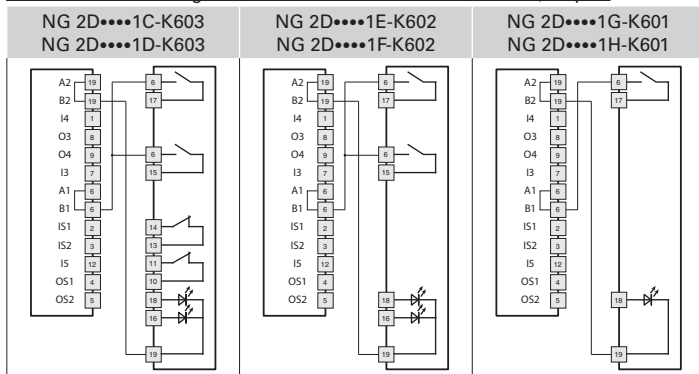 NG 2D••••1C-K603 NG 2D••••1E-K602 NG 2D••••1G-K601
NG 2D••••1D-K603 NG 2D••••1F-K602 NG 2D••••1H-K601
A2 19 6 A2 19 6 A2 19 6
B2 19 17 B2 19 17 B2 19 17
I4 1 I4 1 I4 1
O3 8 O3 8 O3 8
O4 9 6 O4 9 6 O4 9
I3 7 15 I3 7 15 I3 7
A1 6 A1 6 A1 6
B1 6 B1 6 B1 6
IS1 2 14 IS1 2 IS1 2
IS2 3 13 IS2 3 IS2 3
I5 12 11 I5 12 I5 12
OS1 4 10 OS1 4 OS1 4
OS2 5 18 OS2 5 18 OS2 5 18
16 16
19 19 19